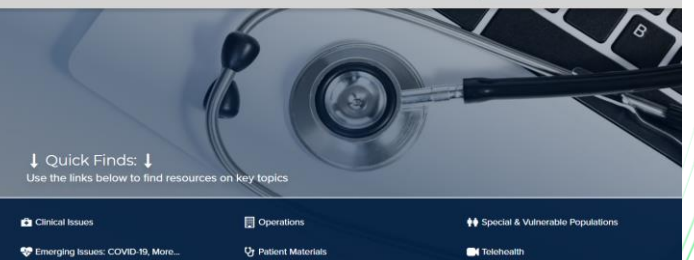 B
Quick Finds:
Use the links below to find resources on key topics
Clinical Issues
Operations
Special & Vulnerable Populations
Emerging Issues: COVID-19, More...
Patient Materials
Telehealth